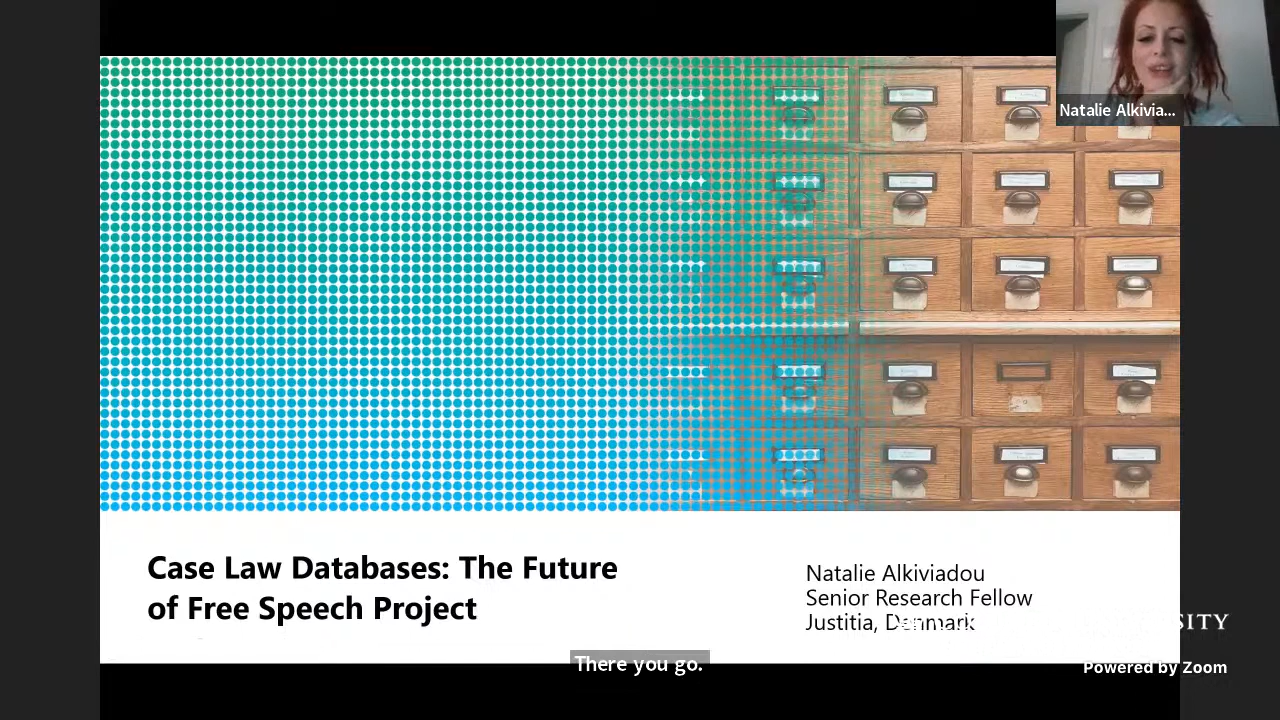 Natalie Alkivia...
Case Law Databases: The Future
of Free Speech Project
Natalie Alkiviadou
Senior Research Fellow
Justitia, Denmark
SITY
There you go.
Powered by Zoom